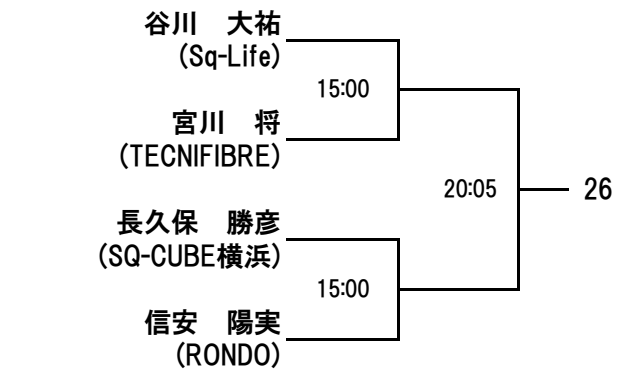 谷川　大祐
(Sq-Life)
15:00
宮川　将
(TECNIFIBRE)
20:05
26
長久保　勝彦
(SQ-CUBE横浜)
15:00
信安　陽実
(RONDO)